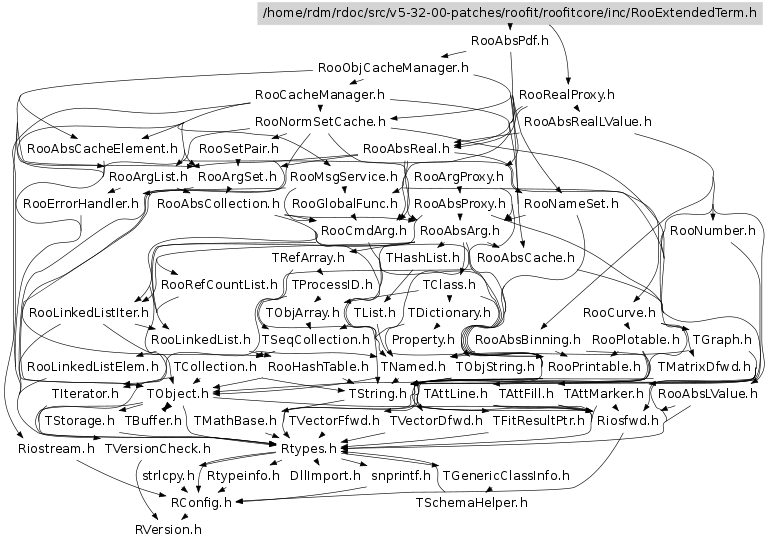 /home/rdm/rdoc/src/v5-32-00-patches/roofit/roofitcore/inc/RooExtendedTerm.h
RooAbsPdf.h
RooObjCacheManager.h
RooCacheManager.h RooRealProxy.h
RooNormSetCache.h RooAbsRealLValue.h
RooAbsCacheElement.h RooSetPair.h RooAbsReal.h
RooArgList.h RooArgSet.h RooMsgService.h RooArgProxy.h
RooErrorHandler.h RooAbsCollection.h RooGlobalFunc.h RooAbsProxy.h RooNameSet.h
RooCmdArg.h RooAbsArg.h RooNumber.h
TRefArray.h THashList.h RooAbsCache.h
RooRefCountList.h TProcessID.h TClass.h
RooLinkedListIter.h TObjArray.h TList.h TDictionary.h RooCurve.h
RooLinkedList.h TSeqCollection.h Property.h RooAbsBinning.h RooPlotable.h TGraph.h
RooLinkedListElem.h TCollection.h RooHashTable.h TNamed.h TObjString.h RooPrintable.h TMatrixDfwd.h
TIterator.h TObject.h TString.h TAttLine.h TAttFill.h TAttMarker.h RooAbsLValue.h
TStorage.h TBuffer.h TMathBase.h TVectorFfwd.h TVectorDfwd.h TFitResultPtr.h Riosfwd.h
Riostream.h TVersionCheck.h Rtypes.h
strlcpy.h Rtypeinfo.h DllImport.h snprintf.h TGenericClassInfo.h
RConfig.h TSchemaHelper.h
RVersion.h